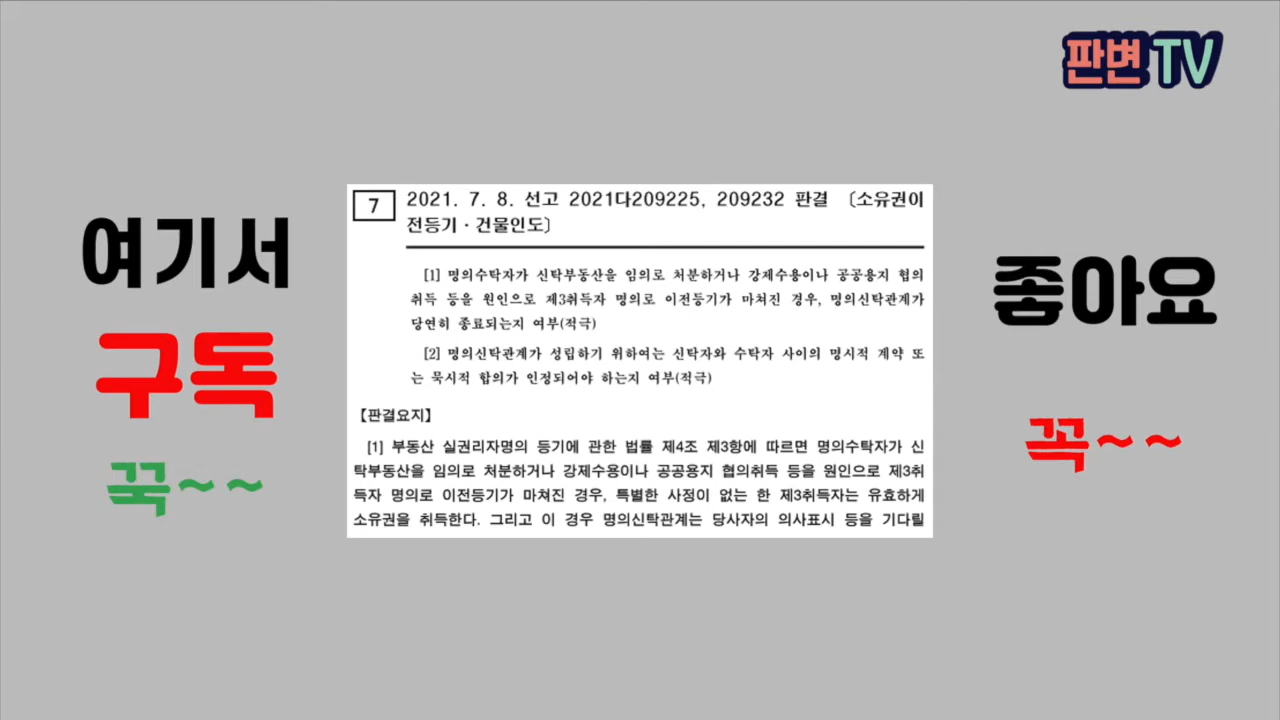 판변 TV
여기서
구독
꾹~~
7
2021. 7. 8. 선고 2021다209225, 209232 판결 〔소유권이
전등기·건물인도〕
[1] 명의수탁자가 신탁부동산을 임의로 처분하거나 강제수용이나 공공용지 협의
취득 등을 원인으로 제3취득자 명의로 이전등기가 마쳐진 경우, 명의신탁관계가
당연히 종료되는지 여부(적극)
[2] 명의신탁관계가 성립하기 위하여는 신탁자와 수탁자 사이의 명시적 계약 또
는 묵시적 합의가 인정되어야 하는지 여부(적극)
【판결요지】
[1] 부동산 실권리자명의 등기에 관한 법률 제4조 제3항에 따르면 명의수탁자가 신
탁부동산을 임의로 처분하거나 강제수용이나 공공용지 협의취득 등을 원인으로 제3취
득자 명의로 이전등기가 마쳐진 경우, 특별한 사정이 없는 한 제3취득자는 유효하게
소유권을 취득한다. 그리고 이 경우 명의신탁관계는 당사자의 의사표시 등을 기다릴
좋아요
꼭~~